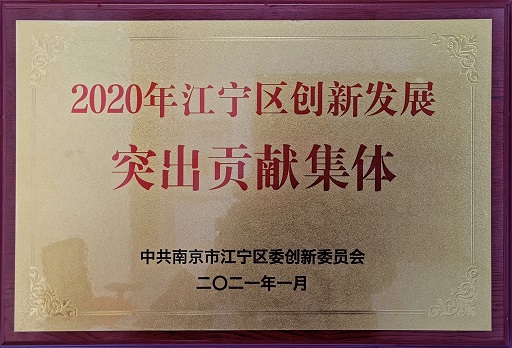 2020年江宁区创新发展
突出贡献集体
中共南京市江宁区委创新委员会
二〇二一年一月